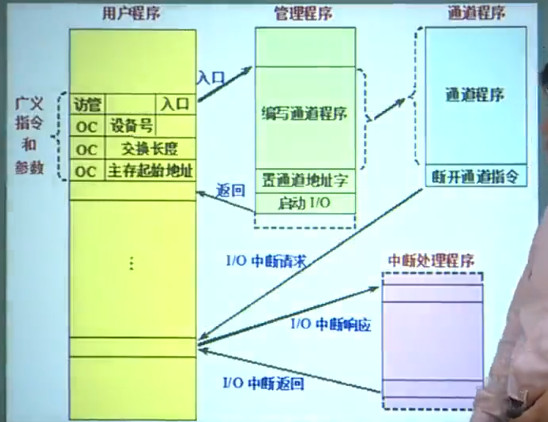 用户程序
管理程序
通道程序
入口
广义
指令
和
参数
访管 入口
OC 设备号
OC 交换长度
OC 主存起始地址
编写通道程序
置通道地址字
启动 I/O
通道程序
断开通道指令
返回
⋮
I/O 中断请求
中断处理程序
I/O 中断响应
I/O 中断返回